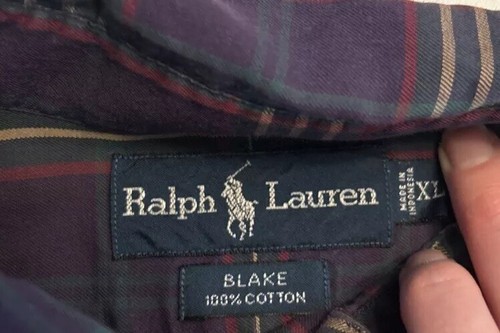 Ralph Lauren
MADE IN
INDONESIA
XL
BLAKE
100% COTTON